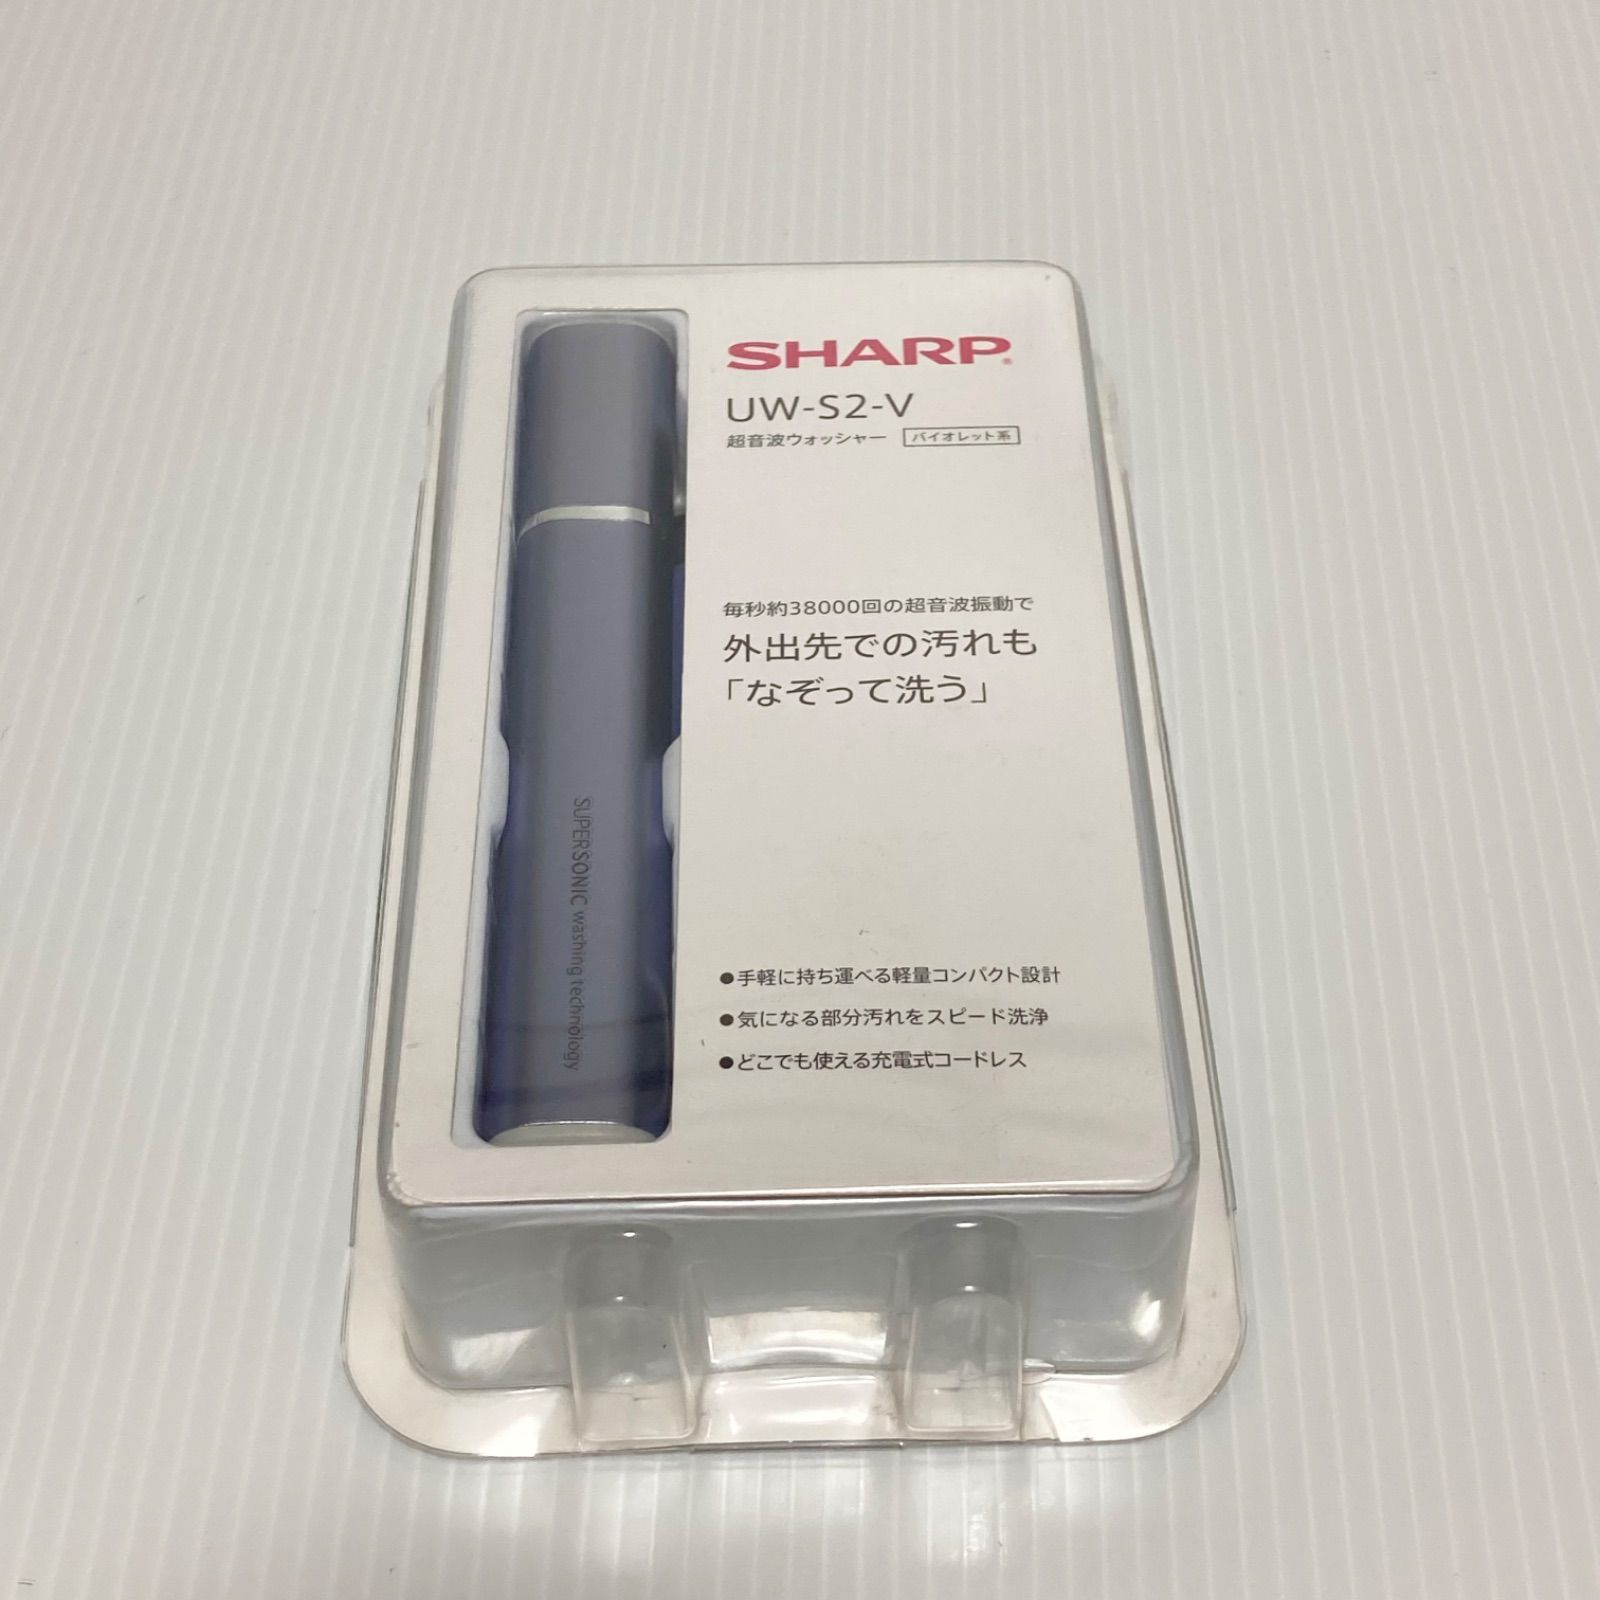 SHARP
UW-S2-V
超音波ウォッシャー バイオレット系
毎秒約38000回の超音波振動で
外出先での汚れも
「なぞって洗う」
●手軽に持ち運べる軽量コンパクト設計
●気になる部分汚れをスピード洗浄
●どこでも使える充電式コードレス
SUPERSONIC washing technology